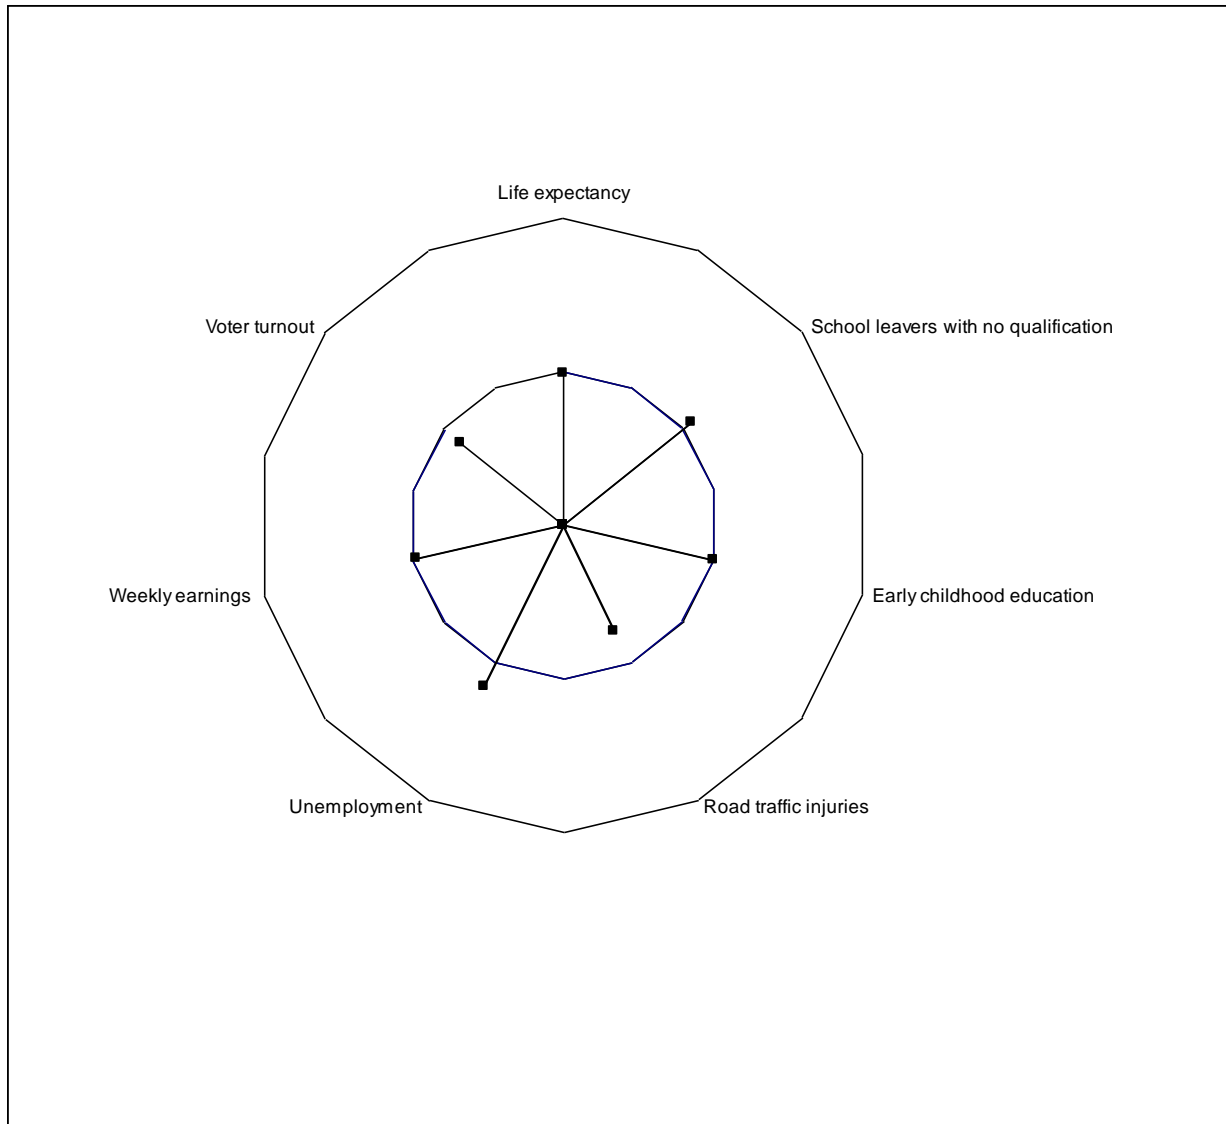 Life expectancy
Voter turnout
School leavers with no qualification
Weekly earnings
Early childhood education
Unemployment
Road traffic injuries